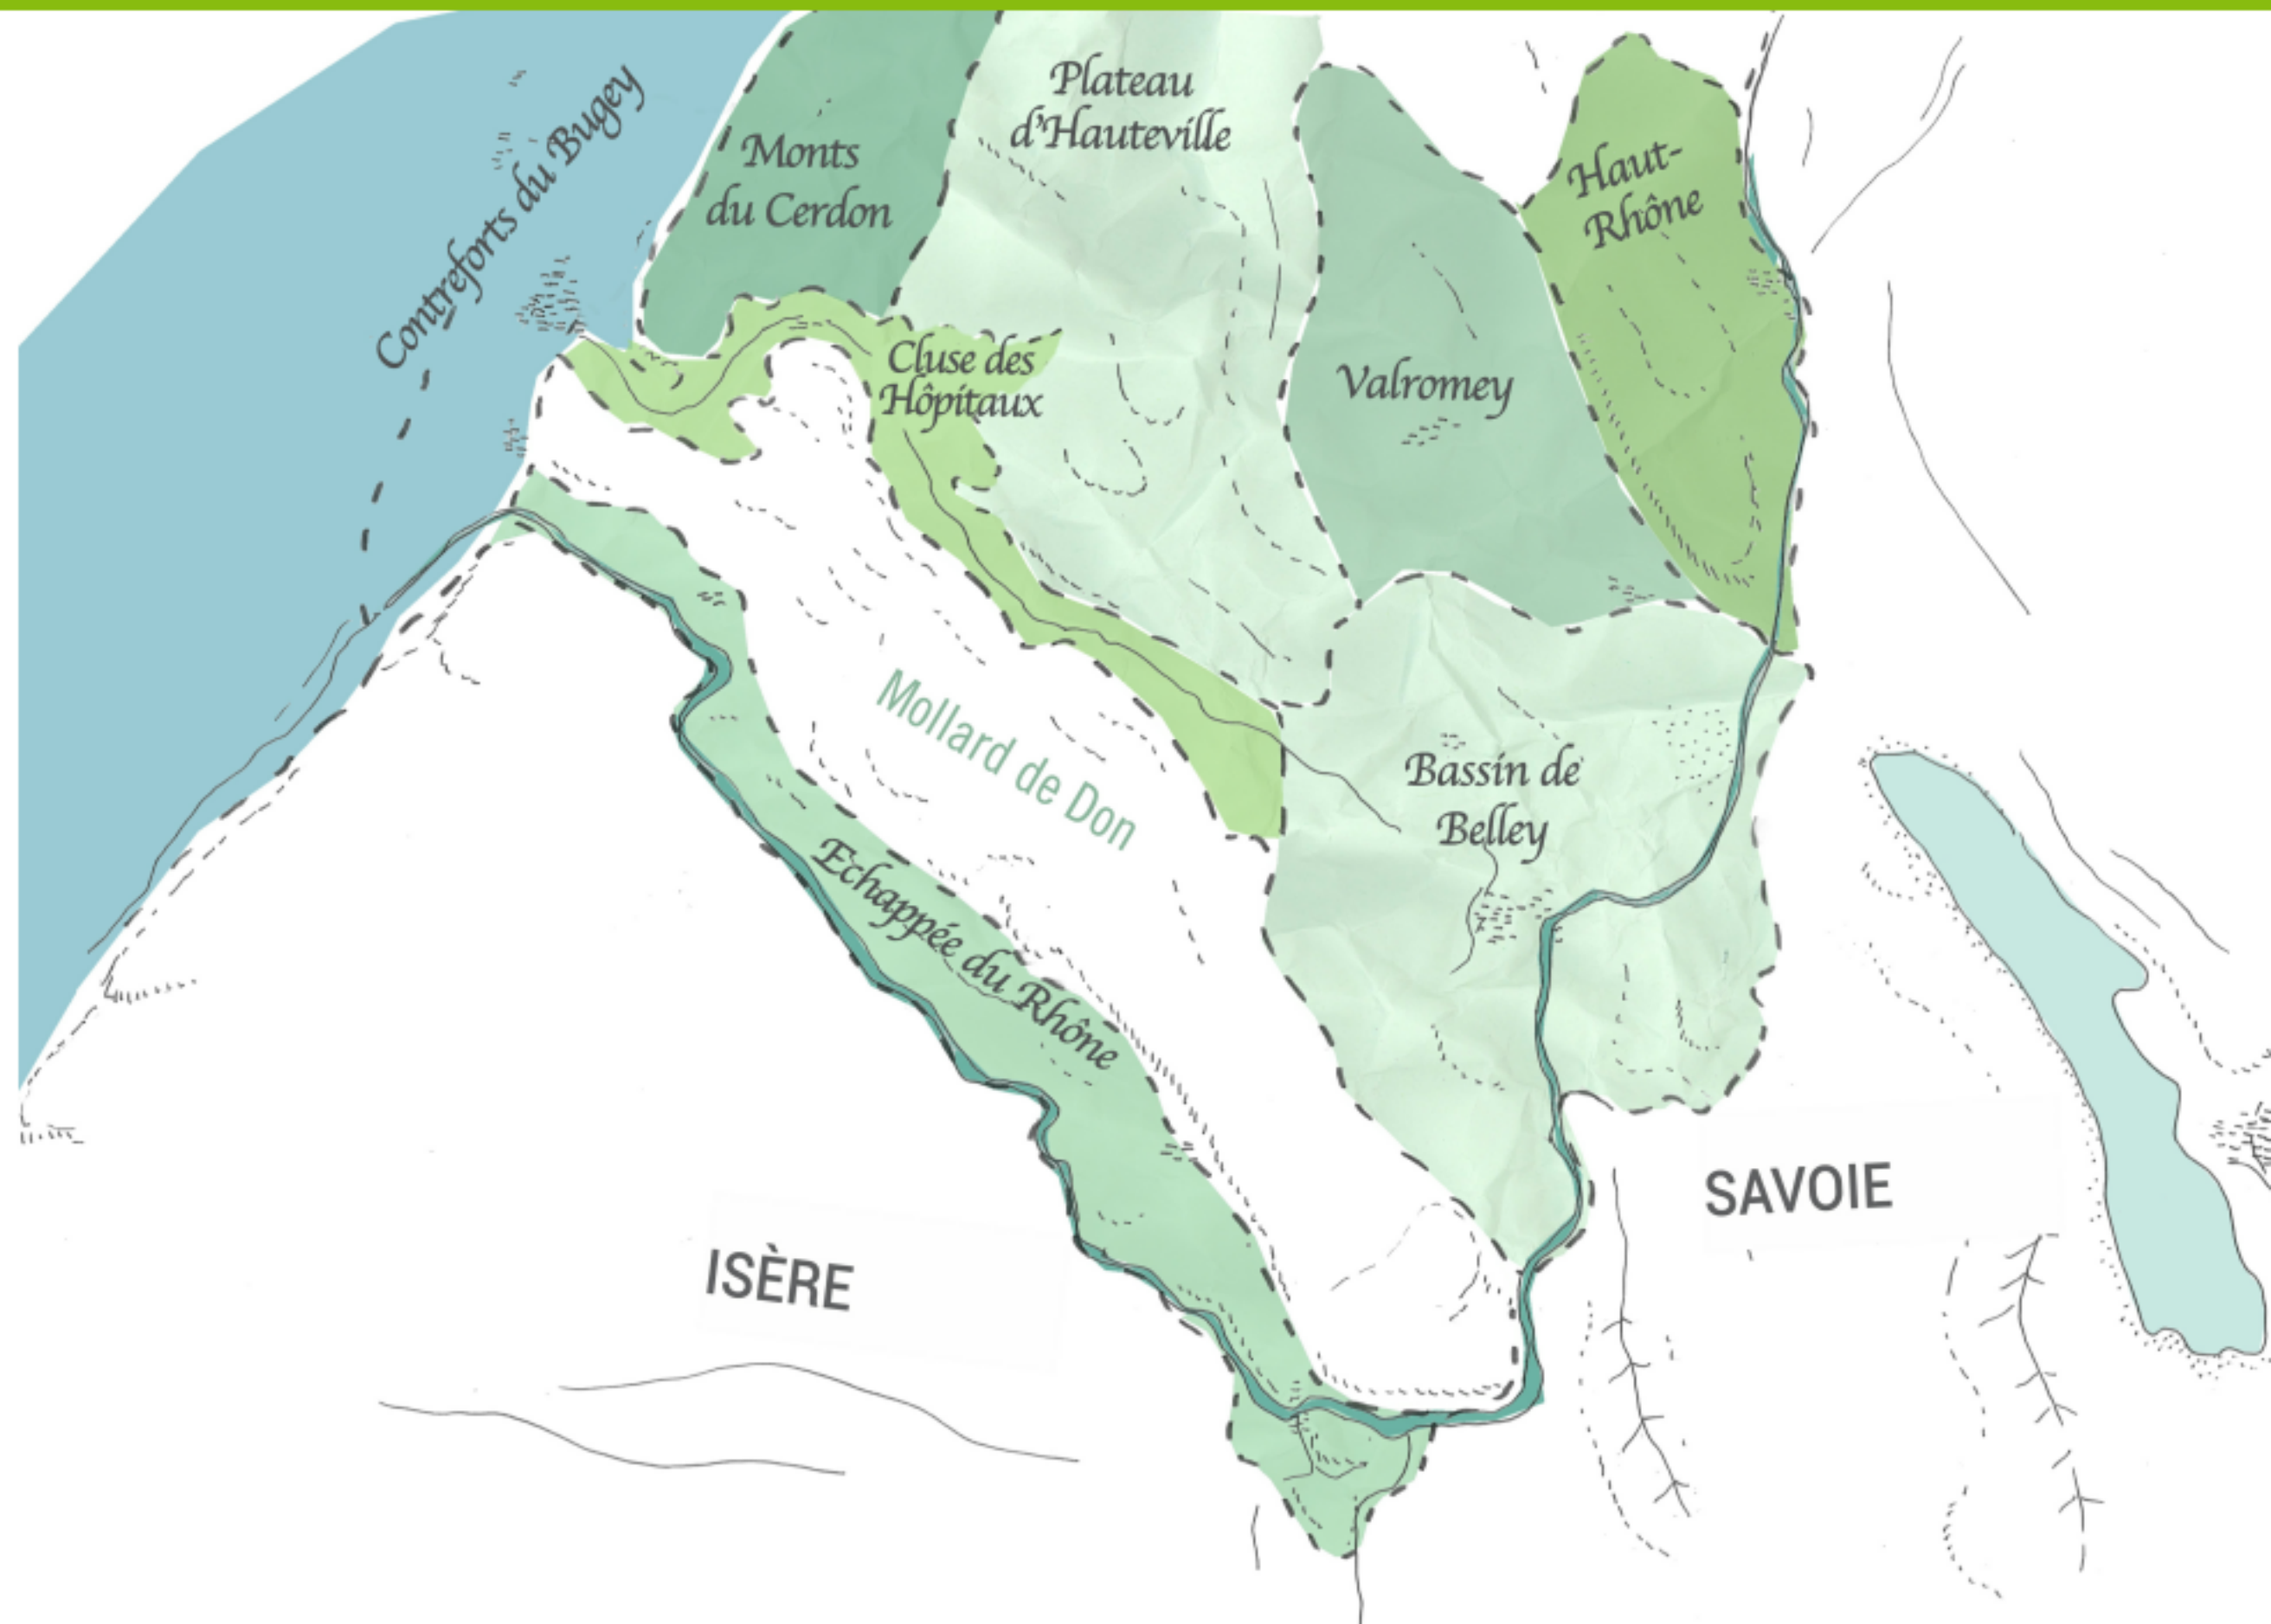 Contreforts du Bugey
Monts
du Cerdon
Plateau
d'Hauteville
Haut-
Rhône
Cluse des
Hôpitaux
Valromey
Mollard de Don
Bassin de
Belley
Echappée du Rhône
ISÈRE
SAVOIE